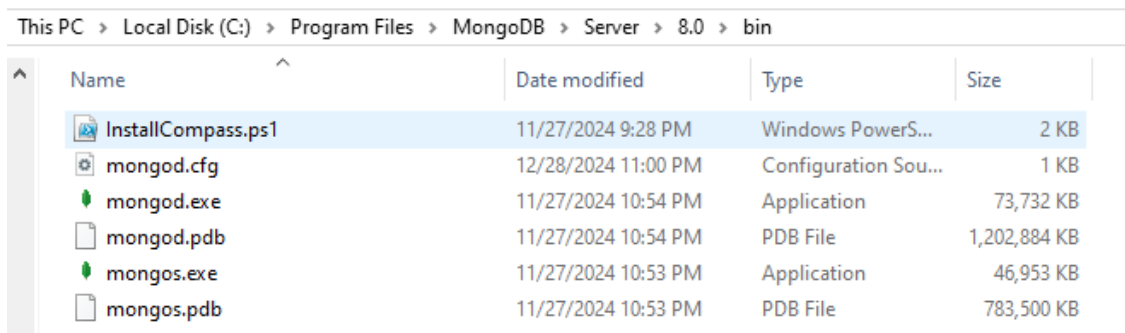 This PC > Local Disk (C:) > Program Files > MongoDB > Server > 8.0 > bin
Name Date modified Type Size
InstallCompass.ps1 11/27/2024 9:28 PM Windows PowerS... 2 KB
mongod.cfg 12/28/2024 11:00 PM Configuration Sou... 1 KB
mongod.exe 11/27/2024 10:54 PM Application 73,732 KB
mongod.pdb 11/27/2024 10:54 PM PDB File 1,202,884 KB
mongos.exe 11/27/2024 10:53 PM Application 46,953 KB
mongos.pdb 11/27/2024 10:53 PM PDB File 783,500 KB